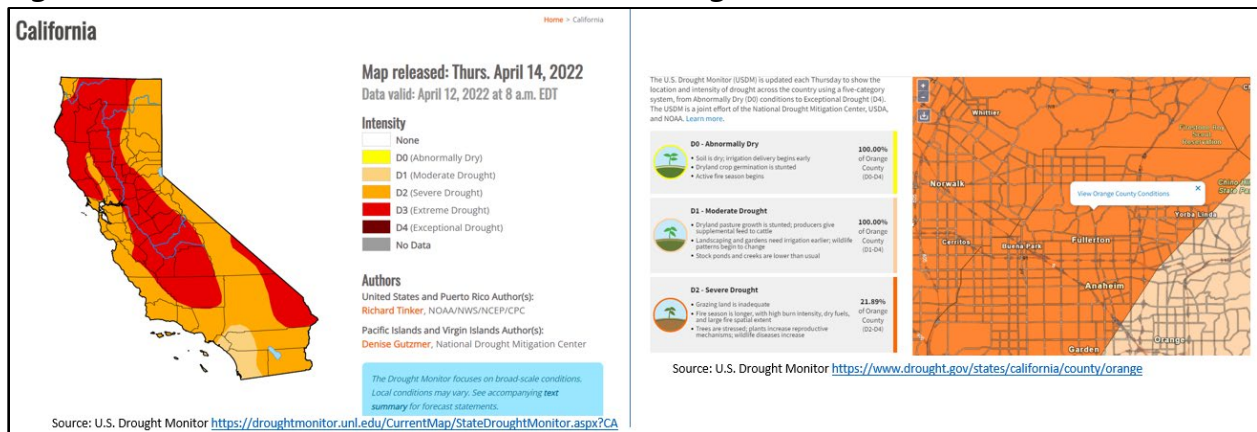 California
Home > California
Map released: Thurs. April 14, 2022
Data valid: April 12, 2022 at 8 a.m. EDT
Intensity
None
D0 (Abnormally Dry)
D1 (Moderate Drought)
D2 (Severe Drought)
D3 (Extreme Drought)
D4 (Exceptional Drought)
No Data
Authors
United States and Puerto Rico Author(s):
Richard Tinker, NOAA/NWS/NCEP/CPC
Pacific Islands and Virgin Islands Author(s):
Denise Gutzmer, National Drought Mitigation Center
The Drought Monitor focuses on broad-scale conditions.
Local conditions may vary. See accompanying text
summary for forecast statements.
Source: U.S. Drought Monitor https://droughtmonitor.unl.edu/CurrentMap/StateDroughtMonitor.aspx?CA
The U.S. Drought Monitor (USDM) is updated each Thursday to show the
location and intensity of drought across the country using a five-category
system, from Abnormally Dry (D0) conditions to Exceptional Drought (D4).
The USDM is a joint effort of the National Drought Mitigation Center, USDA,
and NOAA. Learn more.
D0 - Abnormally Dry
• Soil is dry; irrigation delivery begins early
• Dryland crop germination is stunted
• Active fire season begins
100.00%
of Orange
County
(D0-D4)
D1 - Moderate Drought
• Dryland pasture growth is stunted; producers give
supplemental feed to cattle
• Landscaping and gardens need irrigation earlier; wildlife
patterns begin to change
• Stock ponds and creeks are lower than usual
100.00%
of Orange
County
(D1-D4)
D2 - Severe Drought
• Grazing land is inadequate
• Fire season is longer, with high burn intensity, dry fuels,
and large fire spatial extent
• Trees are stressed; plants increase reproductive
mechanisms; wildlife diseases increase
21.89%
of Orange
County
(D2-D4)
+
−
Whittier
Firestone Boy
Scout
Reservation
Norwalk
Chino Hills
State Park
View Orange County Conditions
Yorba Linda
Cerritos
Buena Park
Fullerton
Anaheim
Garden
Orange
Source: U.S. Drought Monitor https://www.drought.gov/states/california/county/orange